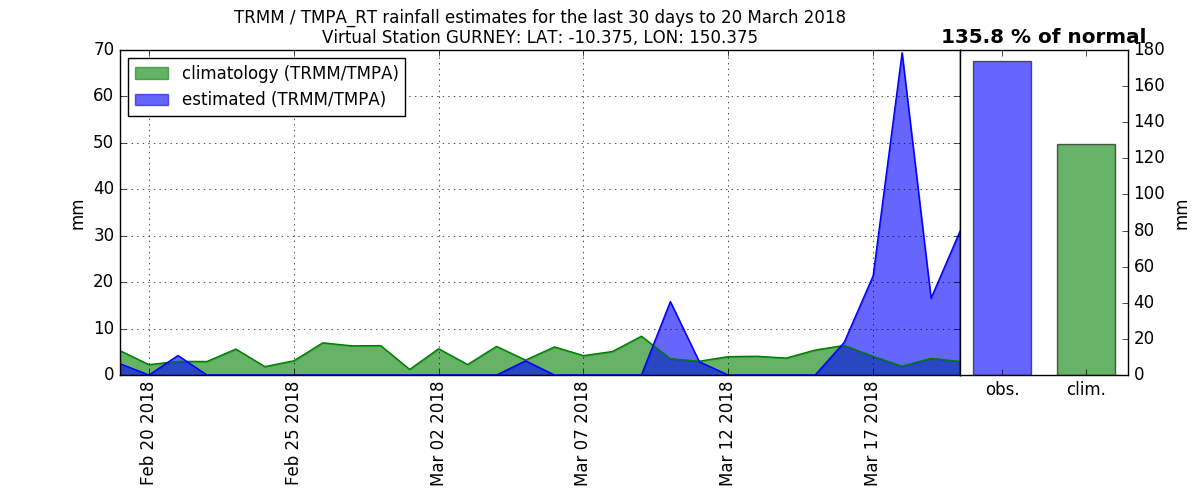 TRMM / TMPA_RT rainfall estimates for the last 30 days to 20 March 2018
Virtual Station GURNEY: LAT: -10.375, LON: 150.375
135.8 % of normal
climatology (TRMM/TMPA)
estimated (TRMM/TMPA)
70
60
50
40
30
20
10
0
mm
Feb 20 2018
Feb 25 2018
Mar 02 2018
Mar 07 2018
Mar 12 2018
Mar 17 2018
180
160
140
120
100
80
60
40
20
0
mm
obs.
clim.